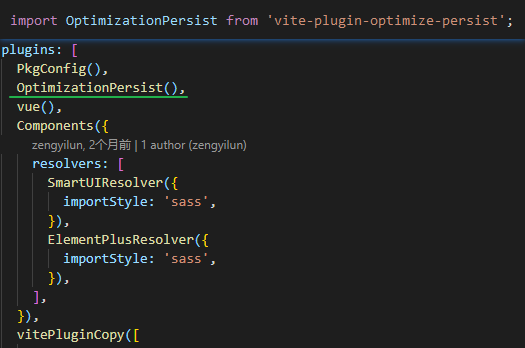 import OptimizationPersist from 'vite-plugin-optimize-persist';
plugins: [
PkgConfig(),
OptimizationPersist(),
vue(),
Components({
zengyilun, 2个月前 | 1 author (zengyilun)
resolvers: [
SmartUIResolver({
importStyle: 'sass',
}),
ElementPlusResolver({
importStyle: 'sass',
}),
],
}),
vitePluginCopy([